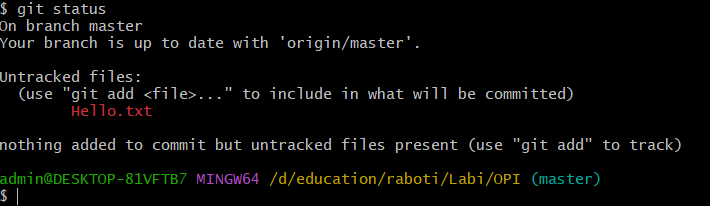 $ git status
On branch master
Your branch is up to date with 'origin/master'.
Untracked files:
(use "git add <file>..." to include in what will be committed)
Hello.txt
nothing added to commit but untracked files present (use "git add" to track)
admin@DESKTOP-81VFTB7 MINGW64 /d/education/raboti/Labi/OPI (master)
$